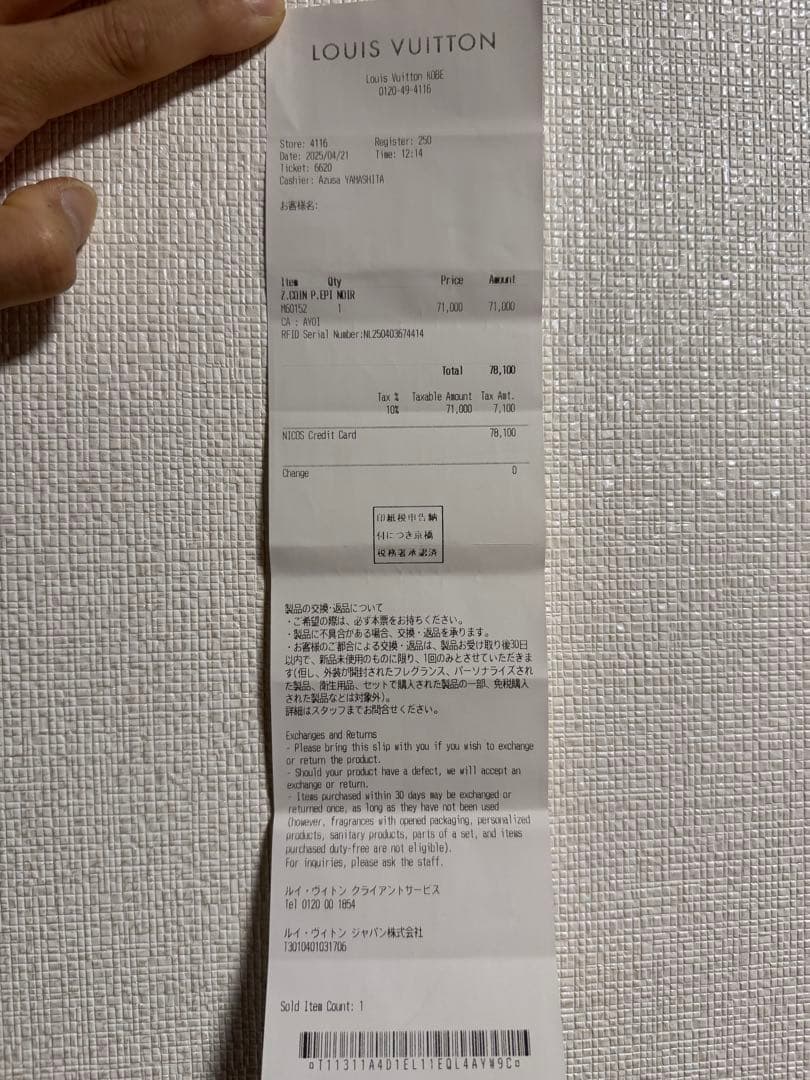 LOUIS VUITTON
Louis Vuitton KOBE
0120-49-4116
Store: 4116 Register: 250
Date: 2025/04/21 Time: 12:14
Ticket: 6620
Cashier: Azusa YAMASHITA
お客様名:
Item Qty Price Amount
Z.COIN P.EPI NOIR
M60152 1 71,000 71,000
CA : AYOI
RFID Serial Number:NL250403674414
Total 78,100
Tax % Taxable Amount Tax Amt.
10% 71,000 7,100
NICOS Credit Card 78,100
Change 0
印紙税申告納
付につき京橋
税務署承認済
製品の交換・返品について
・ご希望の際は、必ず本票をお持ちください。
・製品に不具合がある場合、交換・返品を承ります。
・お客様のご都合による交換・返品は、製品お受け取り後30日
以内で、新品未使用のものに限り、1回のみとさせていただきま
す(但し、外装が開封されたフレグランス、パーソナライズされ
た製品、衛生用品、セットで購入された製品の一部、免税購入
された製品などは対象外)。
詳細はスタッフまでお問合せください。
Exchanges and Returns
- Please bring this slip with you if you wish to exchange
or return the product.
- Should your product have a defect, we will accept an
exchange or return.
- Items purchased within 30 days may be exchanged or
returned once, as long as they have not been used
(however, fragrances with opened packaging, personalized
products, sanitary products, parts of a set, and items
purchased duty-free are not eligible).
For inquiries, please ask the staff.
ルイ・ヴィトン クライアントサービス
Tel 0120 00 1854
ルイ・ヴィトン ジャパン株式会社
T3010401031706
Sold Item Count: 1
¤T11311A4D1EL11EQL4AYW9C¤